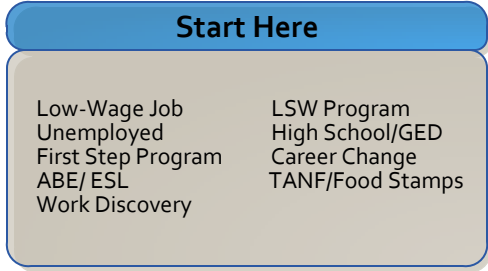 Start Here
Low-Wage Job
Unemployed
First Step Program
ABE/ ESL
Work Discovery
LSW Program
High School/GED
Career Change
TANF/Food Stamps